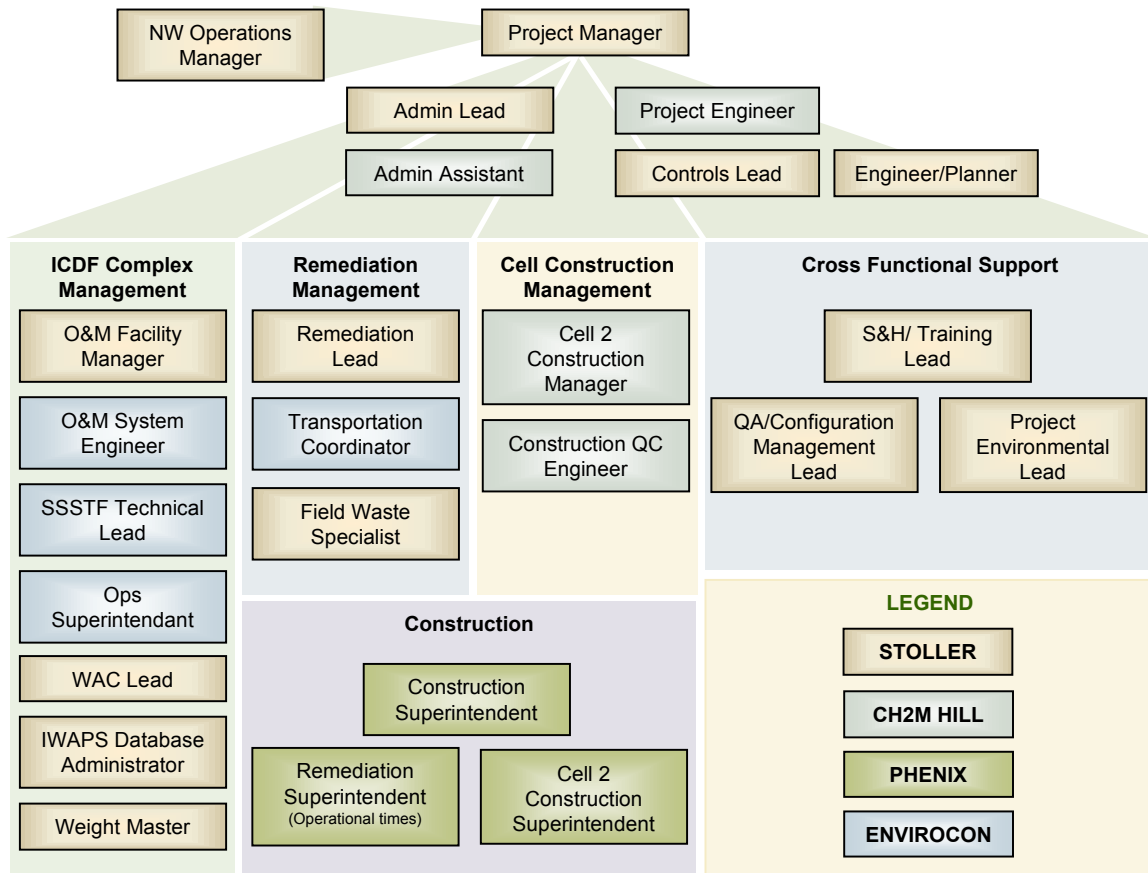 NW Operations
Manager
Project Manager
Admin Lead
Project Engineer
Admin Assistant
Controls Lead
Engineer/Planner
ICDF Complex
Management
O&M Facility
Manager
O&M System
Engineer
SSSTF Technical
Lead
Ops
Superintendant
WAC Lead
IWAPS Database
Administrator
Weight Master
Remediation
Management
Remediation
Lead
Transportation
Coordinator
Field Waste
Specialist
Cell Construction
Management
Cell 2
Construction
Manager
Construction QC
Engineer
Cross Functional Support
S&H/ Training
Lead
QA/Configuration
Management
Lead
Project
Environmental
Lead
Construction
Construction
Superintendent
Remediation
Superintendent
(Operational times)
Cell 2
Construction
Superintendent
LEGEND
STOLLER
CH2M HILL
PHENIX
ENVIROCON